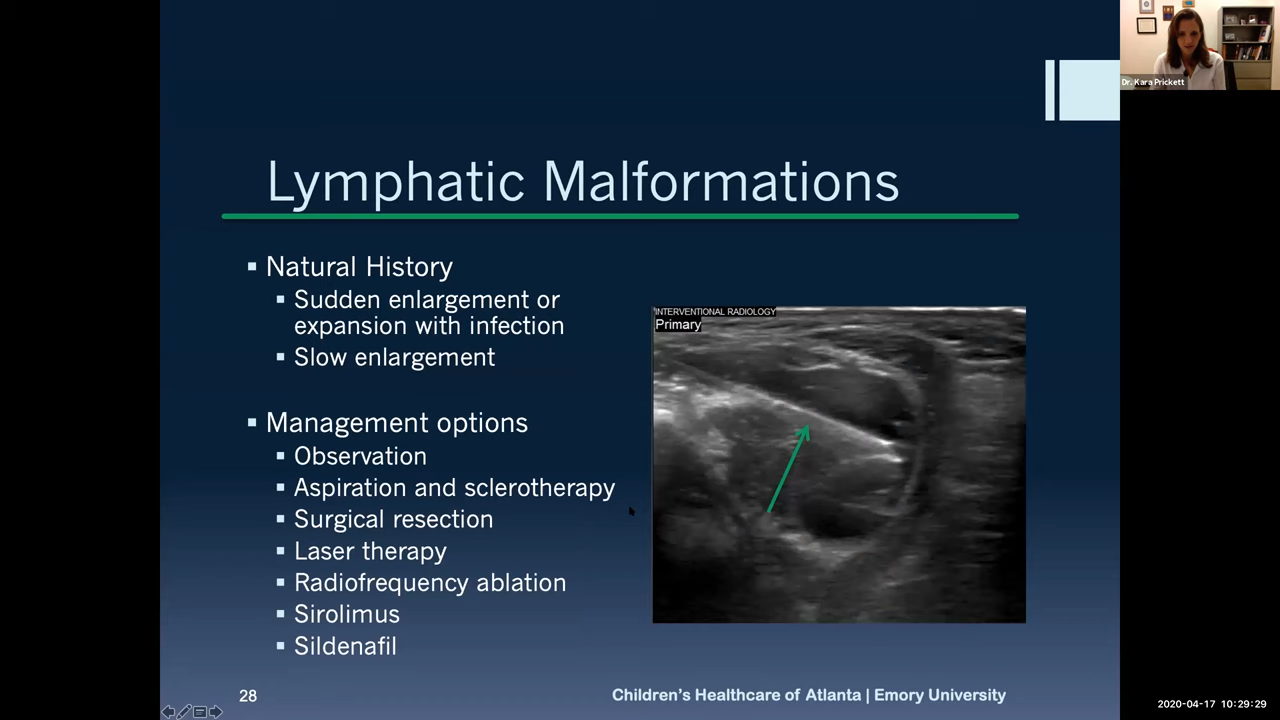 Dr. Kara Prickett
Lymphatic Malformations
▪ Natural History
▪ Sudden enlargement or
expansion with infection
▪ Slow enlargement
▪ Management options
▪ Observation
▪ Aspiration and sclerotherapy
▪ Surgical resection
▪ Laser therapy
▪ Radiofrequency ablation
▪ Sirolimus
▪ Sildenafil
INTERVENTIONAL RADIOLOGY
Primary
28
Children's Healthcare of Atlanta | Emory University
2020-04-17 10:29:29